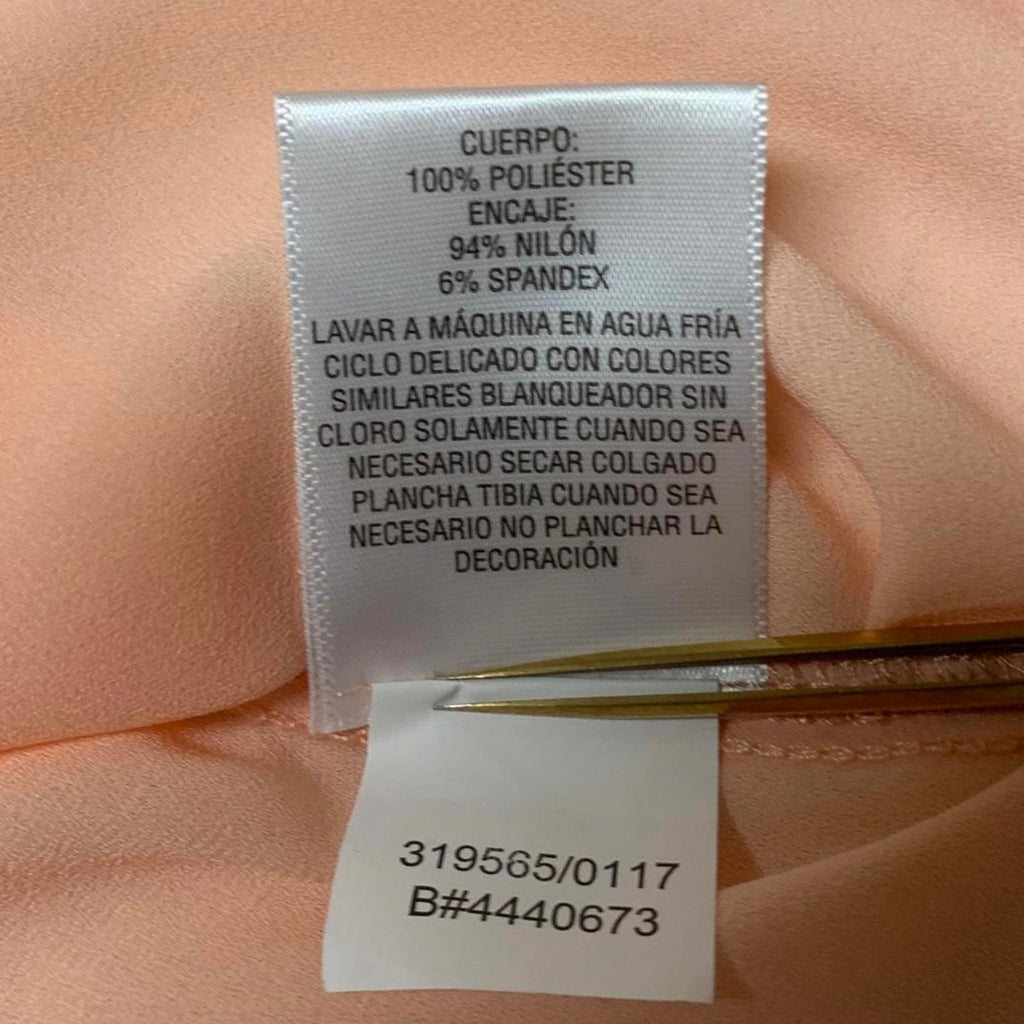 CUERPO:
100% POLIÉSTER
ENCAJE:
94% NILÓN
6% SPANDEX
LAVAR A MÁQUINA EN AGUA FRÍA
CICLO DELICADO CON COLORES
SIMILARES BLANQUEADOR SIN
CLORO SOLAMENTE CUANDO SEA
NECESARIO SECAR COLGADO
PLANCHA TIBIA CUANDO SEA
NECESARIO NO PLANCHAR LA
DECORACIÓN
319565/0117
B#4440673